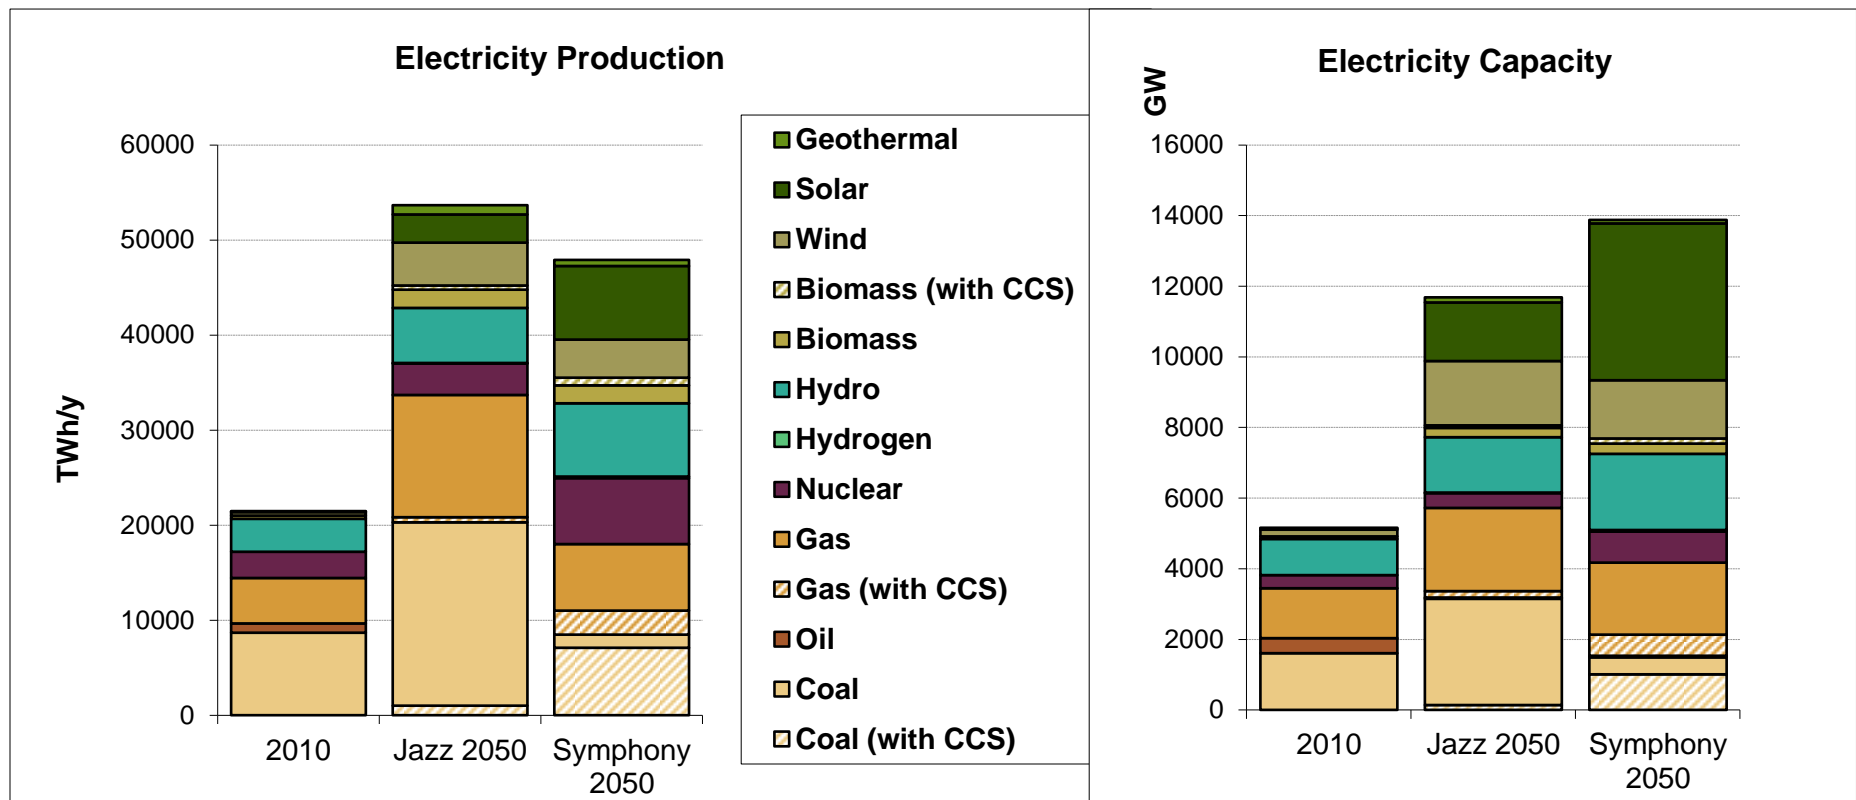 Electricity Production
TWh/y
60000
50000
40000
30000
20000
10000
0
2010
Jazz 2050
Symphony
2050
Geothermal
Solar
Wind
Biomass (with CCS)
Biomass
Hydro
Hydrogen
Nuclear
Gas
Gas (with CCS)
Oil
Coal
Coal (with CCS)
Electricity Capacity
GW
16000
14000
12000
10000
8000
6000
4000
2000
0
2010
Jazz 2050
Symphony
2050